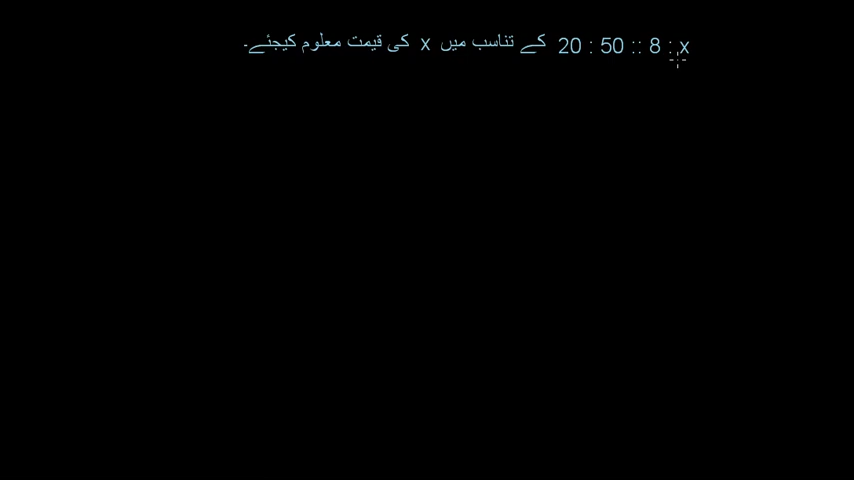 20 : 50 :: 8 : x کے تناسب میں x کی قیمت معلوم کیجئے۔